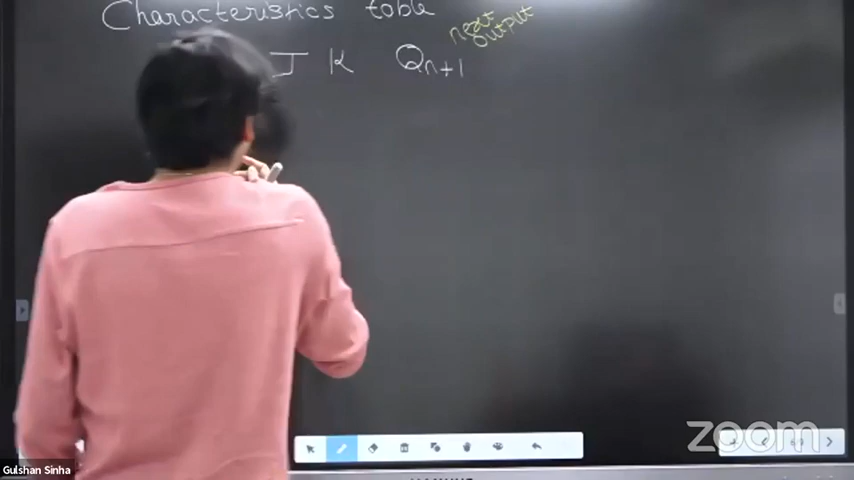 Characteristics table
next
output
J K Qn+1
zoom
Gulshan Sinha